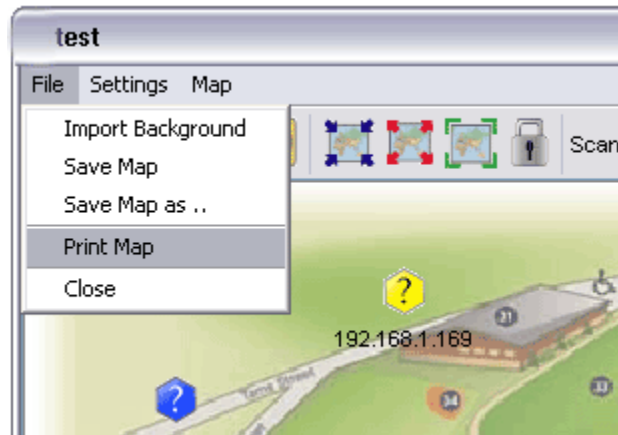 test
File Settings Map
Import Background
Save Map
Save Map as ..
Print Map
Close
Scan
?
192.168.1.169
21
?
Street
34
33